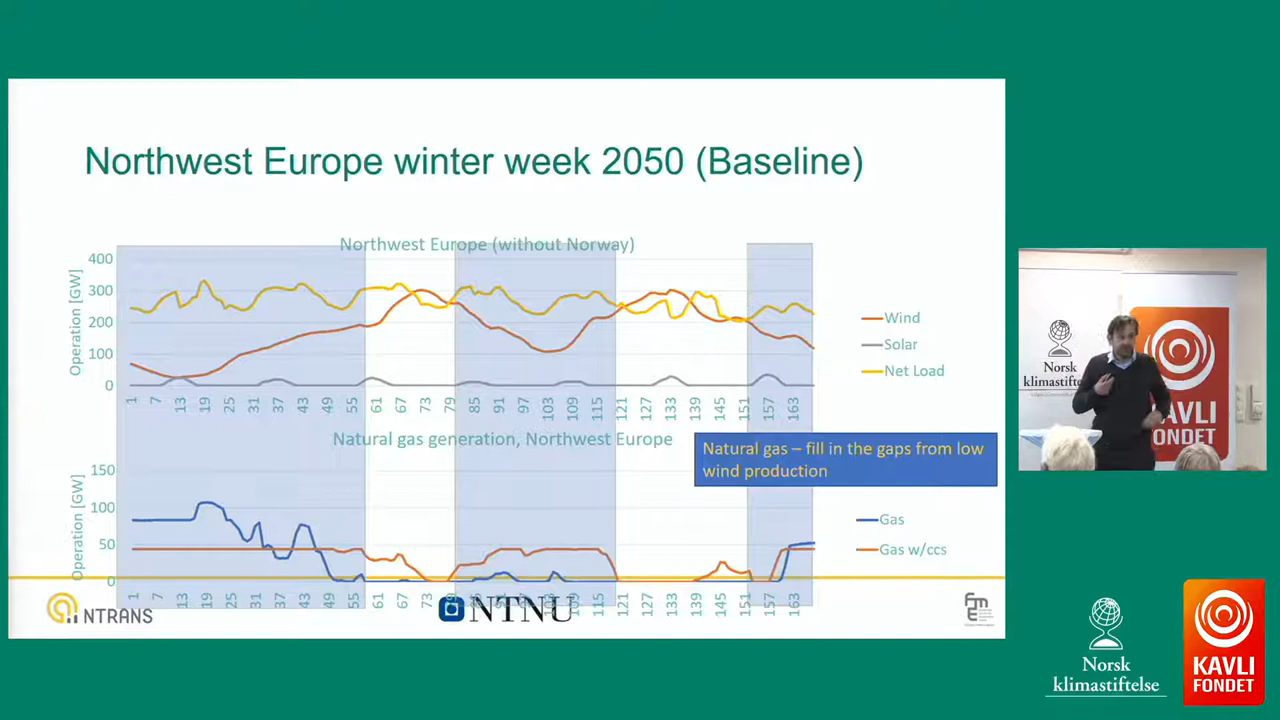 Northwest Europe winter week 2050 (Baseline)
Northwest Europe (without Norway)
Operation [GW]
400
300
200
100
0
1 7 13 19 25 31 37 43 49 55 61 67 73 79 85 91 97 103 109 115 121 127 133 139 145 151 157 163
Wind
Solar
Net Load
Natural gas generation, Northwest Europe
Natural gas – fill in the gaps from low
wind production
Operation [GW]
150
100
50
0
1 7 13 19 25 31 37 43 49 55 61 67 73 79 85 91 97 103 109 115 121 127 133 139 145 151 157 163
Gas
Gas w/ccs
NTRANS
NTNU
fme
Norsk
klimastiftelse
KAVLI
FONDET
Norsk
klimastiftelse
KAVLI
FONDET